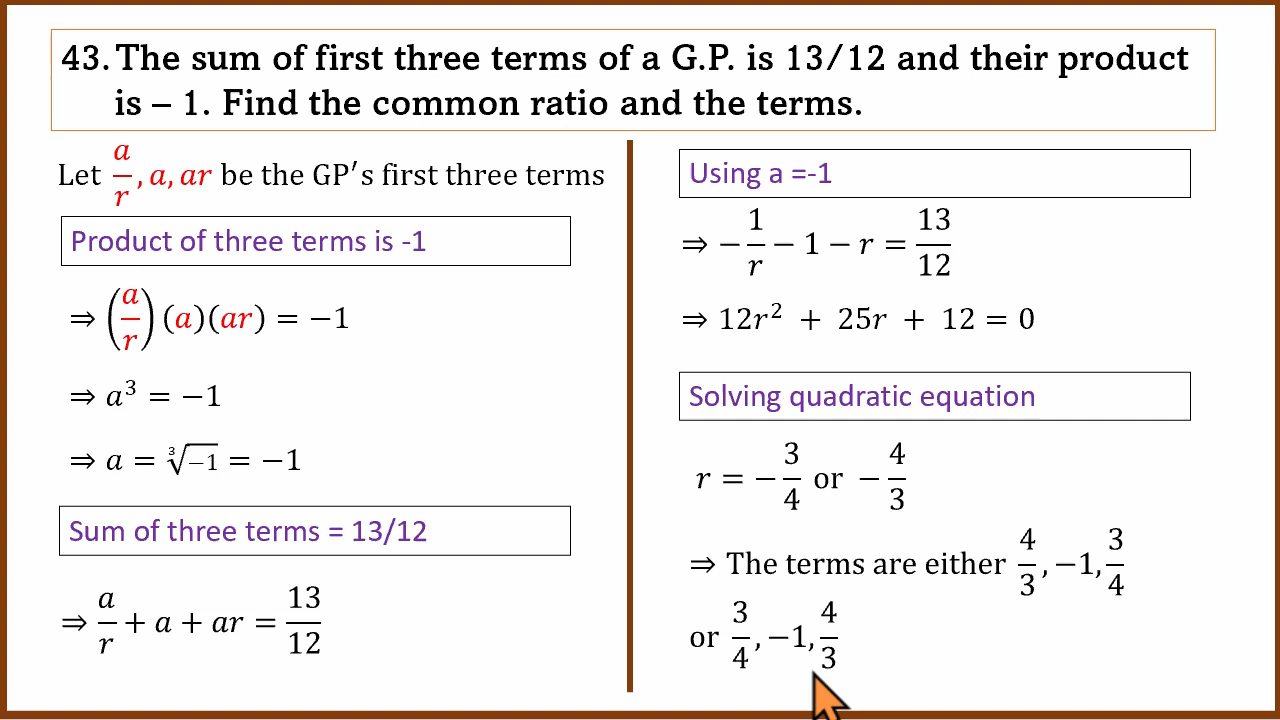 43. The sum of first three terms of a G.P. is 13/12 and their product
is – 1. Find the common ratio and the terms.
Let a/r, a, ar be the GP′s first three terms
Product of three terms is -1
⇒ (a/r) (a)(ar) = −1
⇒ a³ = −1
⇒ a = ∛−1 = −1
Sum of three terms = 13/12
⇒ a/r + a + ar = 13/12
Using a =-1
⇒ − 1/r − 1 − r = 13/12
⇒ 12r² + 25r + 12 = 0
Solving quadratic equation
r = − 3/4 or − 4/3
⇒ The terms are either 4/3, −1, 3/4
or 3/4, −1, 4/3